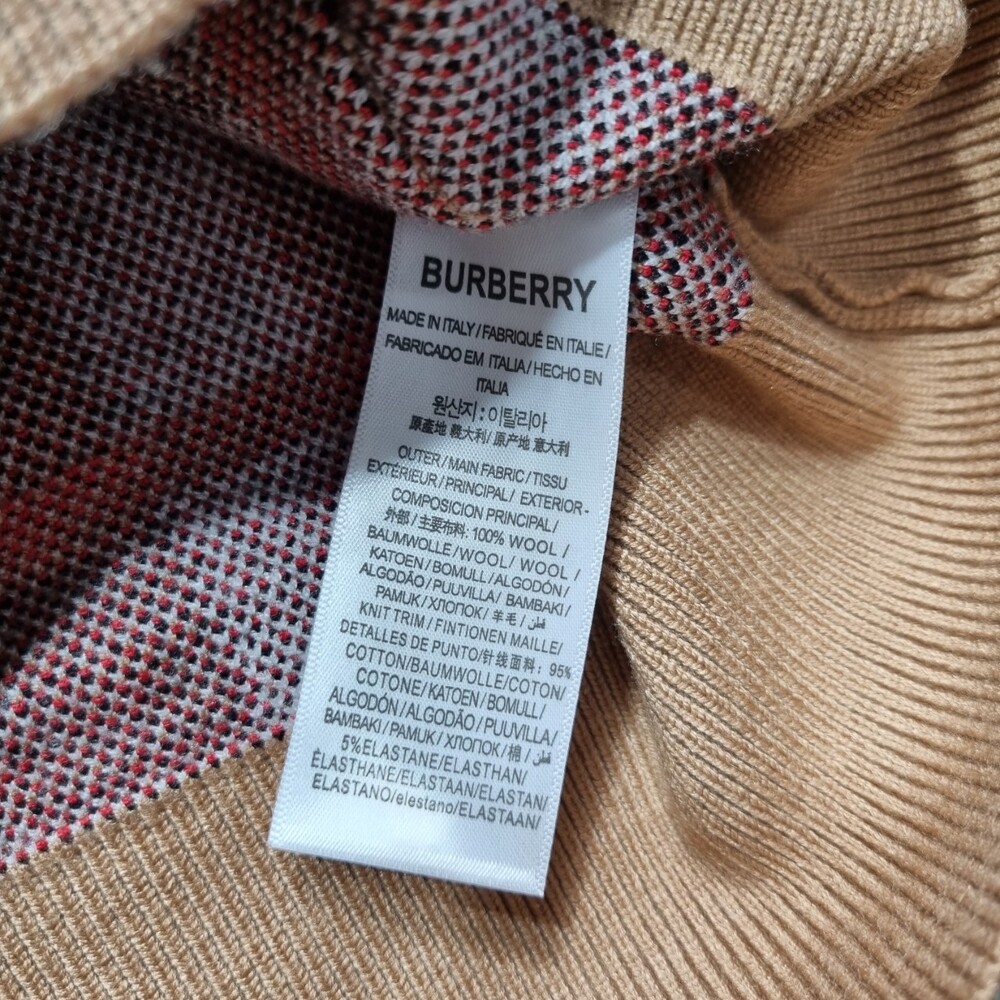 BURBERRY
MADE IN ITALY / FABRIQUÉ EN ITALIE /
FABRICADO EM ITALIA / HECHO EN
ITALIA
원산지 : 이탈리아
原產地 義大利 / 原产地 意大利
OUTER / MAIN FABRIC / TISSU
EXTÉRIEUR / PRINCIPAL / EXTERIOR-
COMPOSICION PRINCIPAL /
外部 / 主要布料: 100% WOOL /
BAUMWOLLE / WOOL / WOOL /
KATOEN / BOMULL / ALGODÓN /
ALGODÃO / PUUVILLA / BAMBAKI /
PAMUK / ХЛОПОК / 羊毛 / قطن
KNIT TRIM / FINTIONEN MAILLE/
DETALLES DE PUNTO/针线面料: 95%
COTTON/BAUMWOLLE/COTON/
COTONE/ KATOEN / BOMULL /
ALGODÓN / ALGODÃO / PUUVILLA/
BAMBAKI / PAMUK / ХЛОПОК / 棉 / قطن
5%ELASTANE/ELASTHAN/
ÉLASTHANE/ELASTAAN/ELASTAN/
ELASTANO/elestano/ELASTAAN/